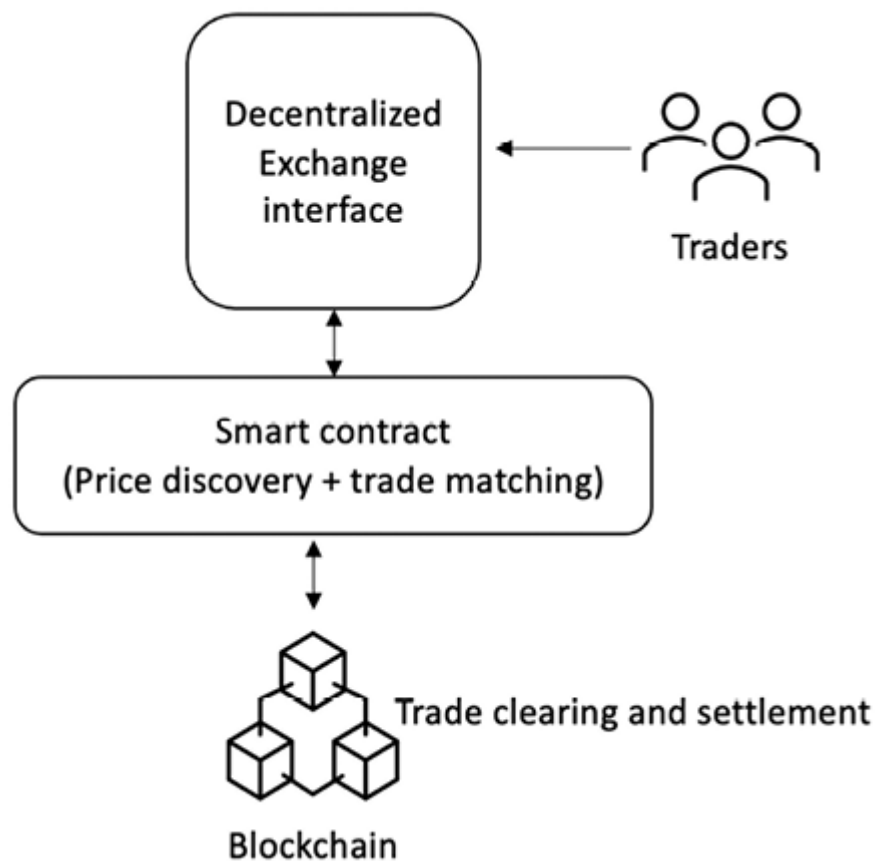 Decentralized
Exchange
interface
Traders
Smart contract
(Price discovery + trade matching)
Trade clearing and settlement
Blockchain